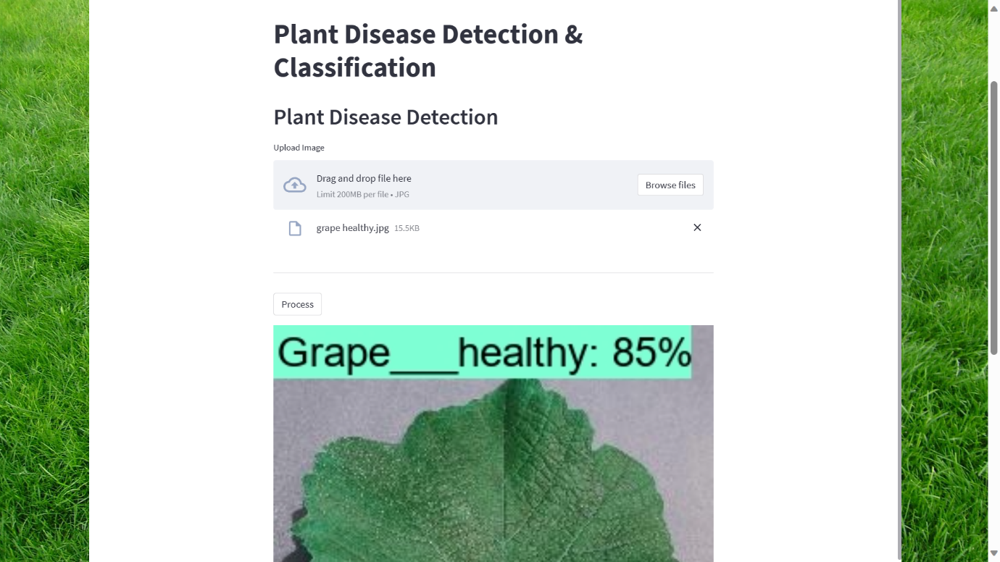 Plant Disease Detection &
Classification
Plant Disease Detection
Upload Image
Drag and drop file here
Limit 200MB per file • JPG
Browse files
grape healthy.jpg 15.5KB
Process
Grape___healthy: 85%